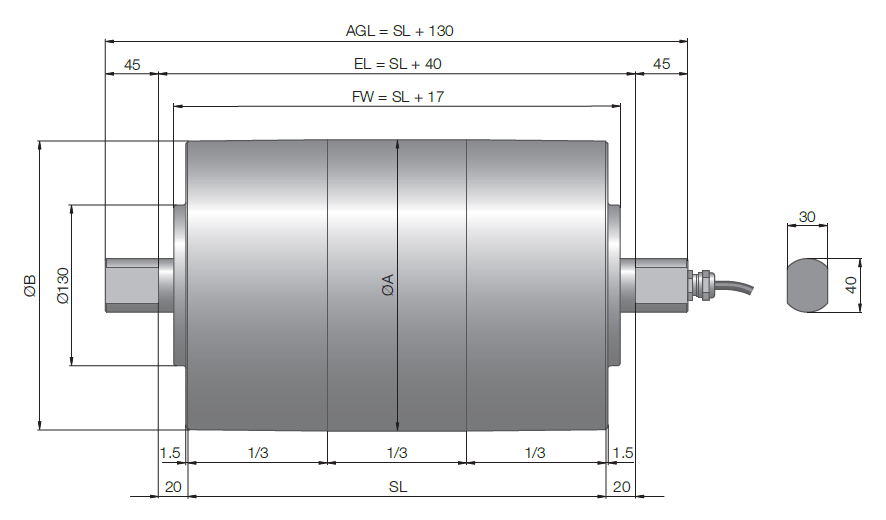 AGL = SL + 130
45
EL = SL + 40
45
FW = SL + 17
30
ØB
Ø130
ØA
40
1.5
1/3
1/3
1/3
1.5
20
SL
20